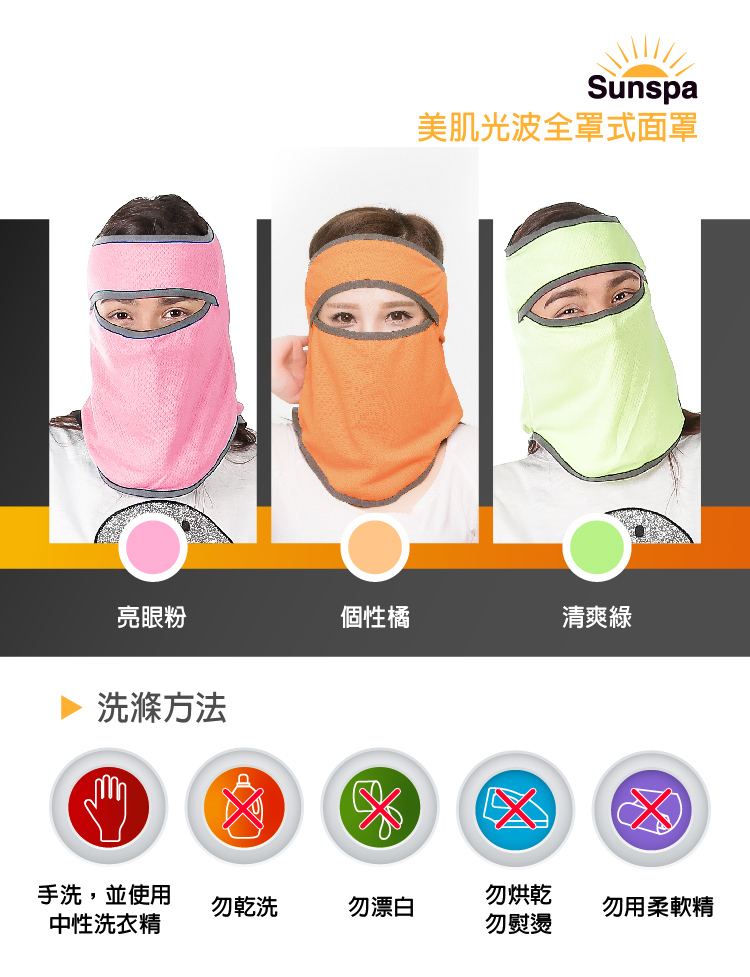 Sunspa
美肌光波全罩式面罩
亮眼粉
個性橘
清爽綠
洗滌方法
手洗，並使用
中性洗衣精
勿乾洗
勿漂白
勿烘乾
勿熨燙
勿用柔軟精